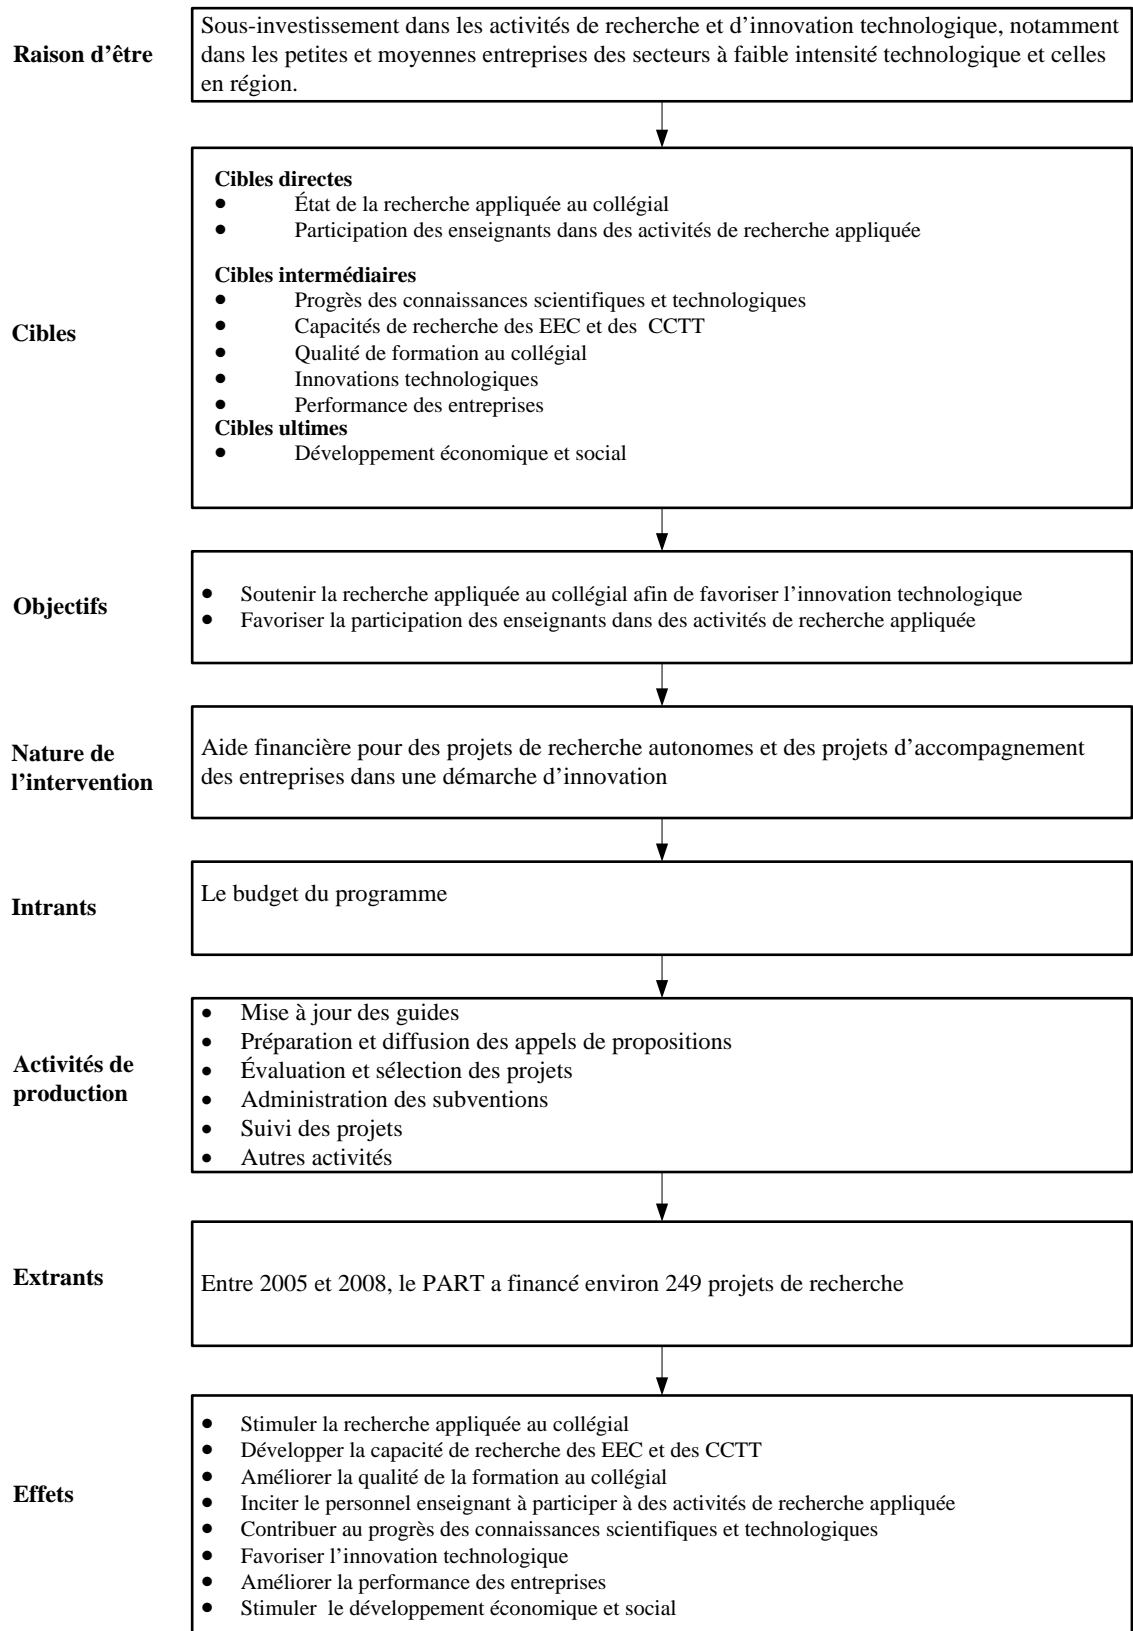 Raison d’être
Sous-investissement dans les activités de recherche et d’innovation technologique, notamment
dans les petites et moyennes entreprises des secteurs à faible intensité technologique et celles
en région.
Cibles
Cibles directes
● État de la recherche appliquée au collégial
● Participation des enseignants dans des activités de recherche appliquée
Cibles intermédiaires
● Progrès des connaissances scientifiques et technologiques
● Capacités de recherche des EEC et des CCTT
● Qualité de formation au collégial
● Innovations technologiques
● Performance des entreprises
Cibles ultimes
● Développement économique et social
Objectifs
● Soutenir la recherche appliquée au collégial afin de favoriser l’innovation technologique
● Favoriser la participation des enseignants dans des activités de recherche appliquée
Nature de
l’intervention
Aide financière pour des projets de recherche autonomes et des projets d’accompagnement
des entreprises dans une démarche d’innovation
Intrants
Le budget du programme
Activités de
production
● Mise à jour des guides
● Préparation et diffusion des appels de propositions
● Évaluation et sélection des projets
● Administration des subventions
● Suivi des projets
● Autres activités
Extrants
Entre 2005 et 2008, le PART a financé environ 249 projets de recherche
Effets
● Stimuler la recherche appliquée au collégial
● Développer la capacité de recherche des EEC et des CCTT
● Améliorer la qualité de la formation au collégial
● Inciter le personnel enseignant à participer à des activités de recherche appliquée
● Contribuer au progrès des connaissances scientifiques et technologiques
● Favoriser l’innovation technologique
● Améliorer la performance des entreprises
● Stimuler le développement économique et social